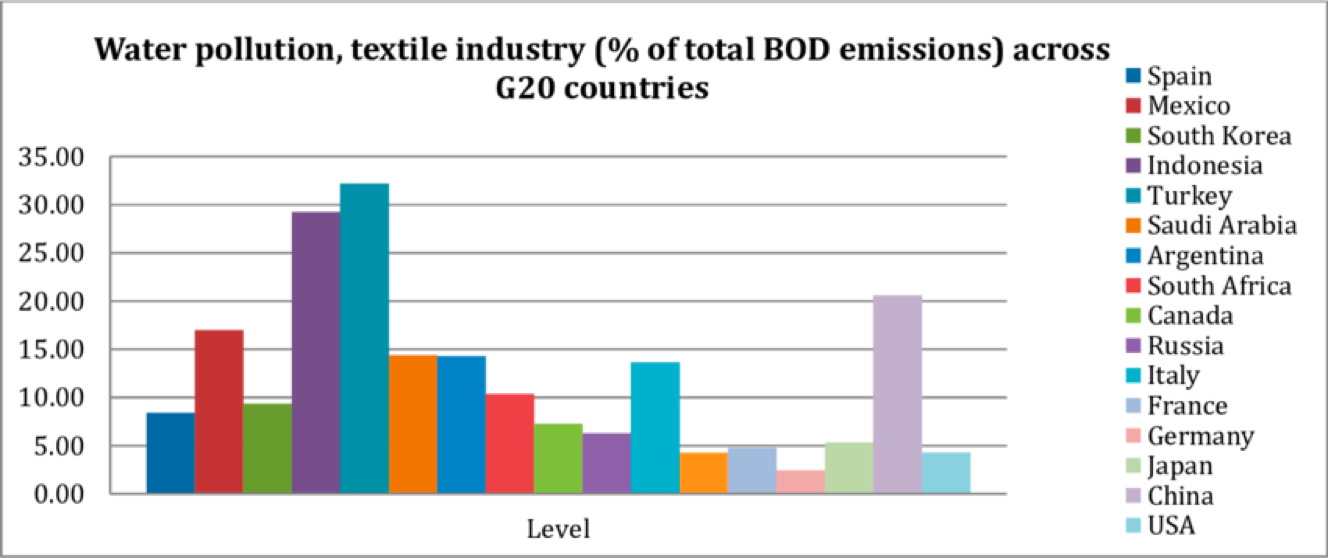 Water pollution, textile industry (% of total BOD emissions) across
G20 countries
35.00
30.00
25.00
20.00
15.00
10.00
5.00
0.00
Level
Spain
Mexico
South Korea
Indonesia
Turkey
Saudi Arabia
Argentina
South Africa
Canada
Russia
Italy
France
Germany
Japan
China
USA